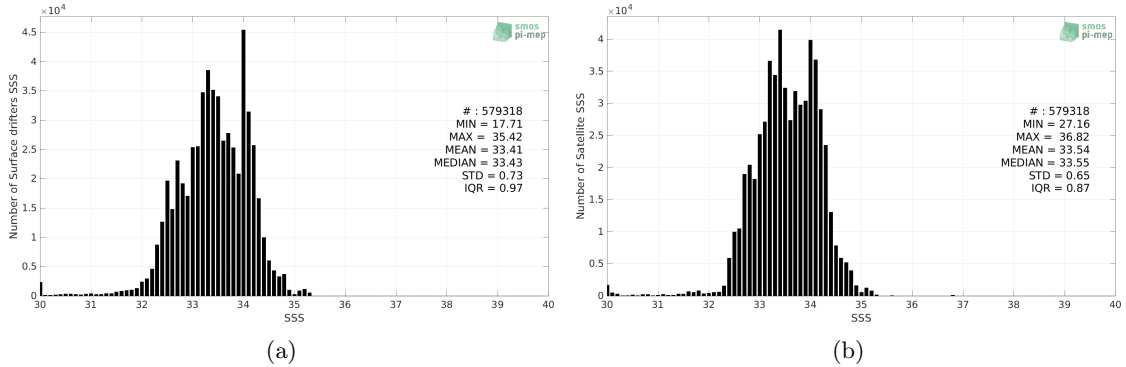 ×10⁴
4.5
4
3.5
3
2.5
2
1.5
1
0.5
0
Number of Surface drifters SSS
smos
pi-mep
# : 579318
MIN = 17.71
MAX = 35.42
MEAN = 33.41
MEDIAN = 33.43
STD = 0.73
IQR = 0.97
30 31 32 33 34 35 36 37 38 39 40
SSS
(a)
×10⁴
4
3.5
3
2.5
2
1.5
1
0.5
0
Number of Satellite SSS
smos
pi-mep
# : 579318
MIN = 27.16
MAX = 36.82
MEAN = 33.54
MEDIAN = 33.55
STD = 0.65
IQR = 0.87
30 31 32 33 34 35 36 37 38 39 40
SSS
(b)